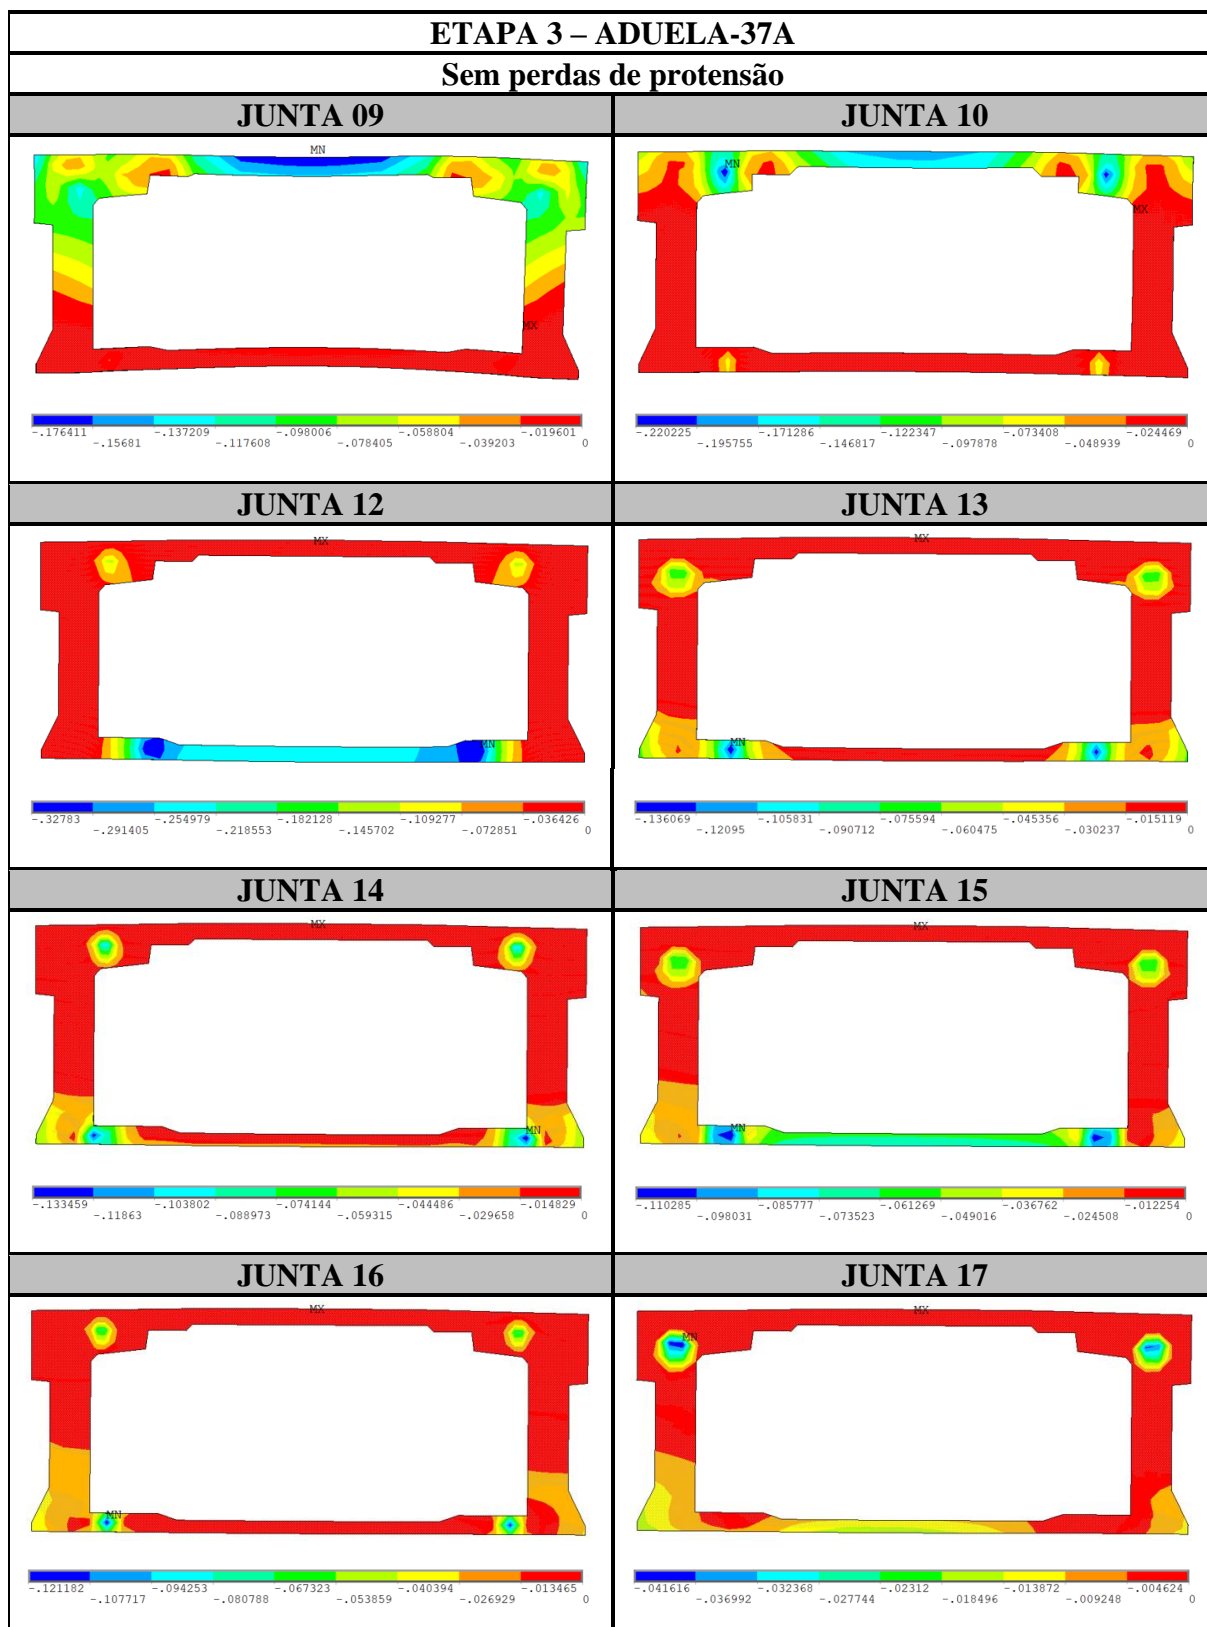 ETAPA 3 – ADUELA-37A
Sem perdas de protensão
JUNTA 09 JUNTA 10
MN
MX
-.176411 -.137209 -.098006 -.058804 -.019601
-.15681 -.117608 -.078405 -.039203 0
MN
MX
-.220225 -.171286 -.122347 -.073408 -.024469
-.195755 -.146817 -.097878 -.048939 0
JUNTA 12 JUNTA 13
MX
MN
-.32783 -.254979 -.182128 -.109277 -.036426
-.291405 -.218553 -.145702 -.072851 0
MX
MN
-.136069 -.105831 -.075594 -.045356 -.015119
-.12095 -.090712 -.060475 -.030237 0
JUNTA 14 JUNTA 15
MX
MN
-.133459 -.103802 -.074144 -.044486 -.014829
-.11863 -.088973 -.059315 -.029658 0
MX
MN
-.110285 -.085777 -.061269 -.036762 -.012254
-.098031 -.073523 -.049016 -.024508 0
JUNTA 16 JUNTA 17
MX
MN
-.121182 -.094253 -.067323 -.040394 -.013465
-.107717 -.080788 -.053859 -.026929 0
MX
MN
-.041616 -.032368 -.02312 -.013872 -.004624
-.036992 -.027744 -.018496 -.009248 0